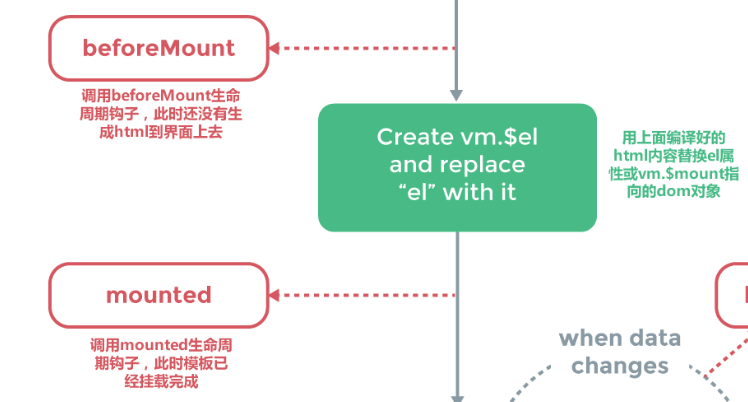 beforeMount
调用beforeMount生命
周期钩子，此时还没有生
成html到界面上去
Create vm.$el
and replace
“el” with it
用上面编译好的
html内容替换el属
性或vm.$mount指
向的dom对象
mounted
调用mounted生命周
期钩子，此时模板已
经挂载完成
when data
changes